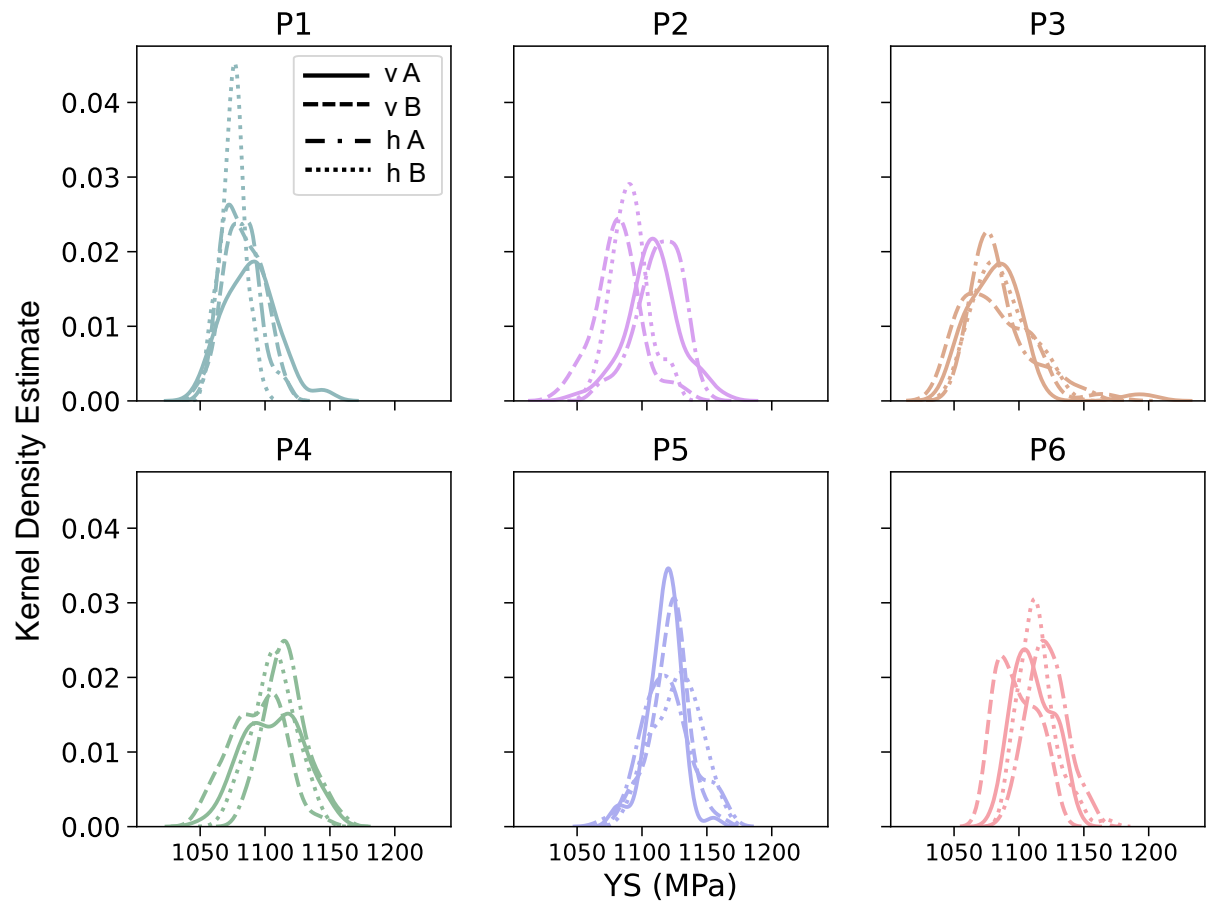 P1
P2
P3
v A
v B
h A
h B
0.04
0.03
0.02
0.01
0.00
Kernel Density Estimate
P4
P5
P6
0.04
0.03
0.02
0.01
0.00
1050 1100 1150 1200
1050 1100 1150 1200
1050 1100 1150 1200
YS (MPa)